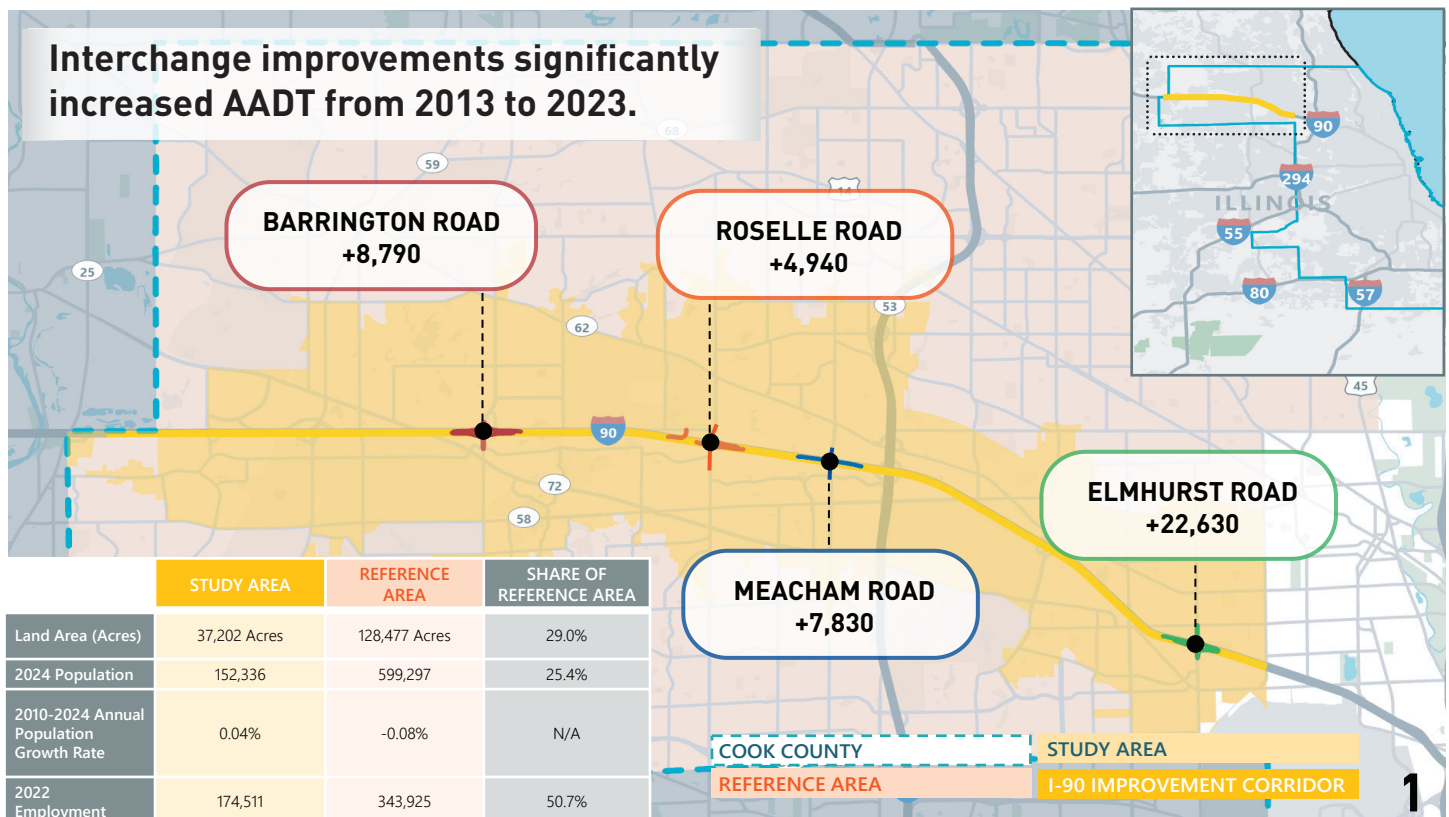 Interchange improvements significantly
increased AADT from 2013 to 2023.
68
59
14
25
BARRINGTON ROAD
+8,790
ROSELLE ROAD
+4,940
53
62
90
72
58
45
ELMHURST ROAD
+22,630
MEACHAM ROAD
+7,830
90
294
ILLINOIS
55
80
57
STUDY AREA
REFERENCE
AREA
SHARE OF
REFERENCE AREA
Land Area (Acres)
37,202 Acres
128,477 Acres
29.0%
2024 Population
152,336
599,297
25.4%
2010-2024 Annual
Population
Growth Rate
0.04%
-0.08%
N/A
2022
Employment
174,511
343,925
50.7%
COOK COUNTY
STUDY AREA
REFERENCE AREA
I-90 IMPROVEMENT CORRIDOR
1